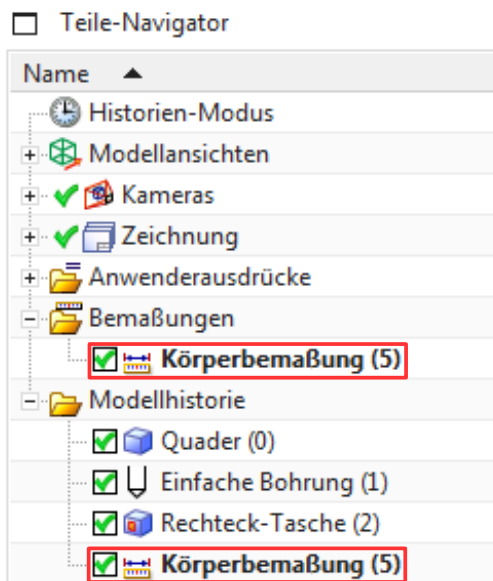 Teile-Navigator
Name
Historien-Modus
Modellansichten
Kameras
Zeichnung
Anwenderausdrücke
Bemaßungen
Körperbemaßung (5)
Modellhistorie
Quader (0)
Einfache Bohrung (1)
Rechteck-Tasche (2)
Körperbemaßung (5)